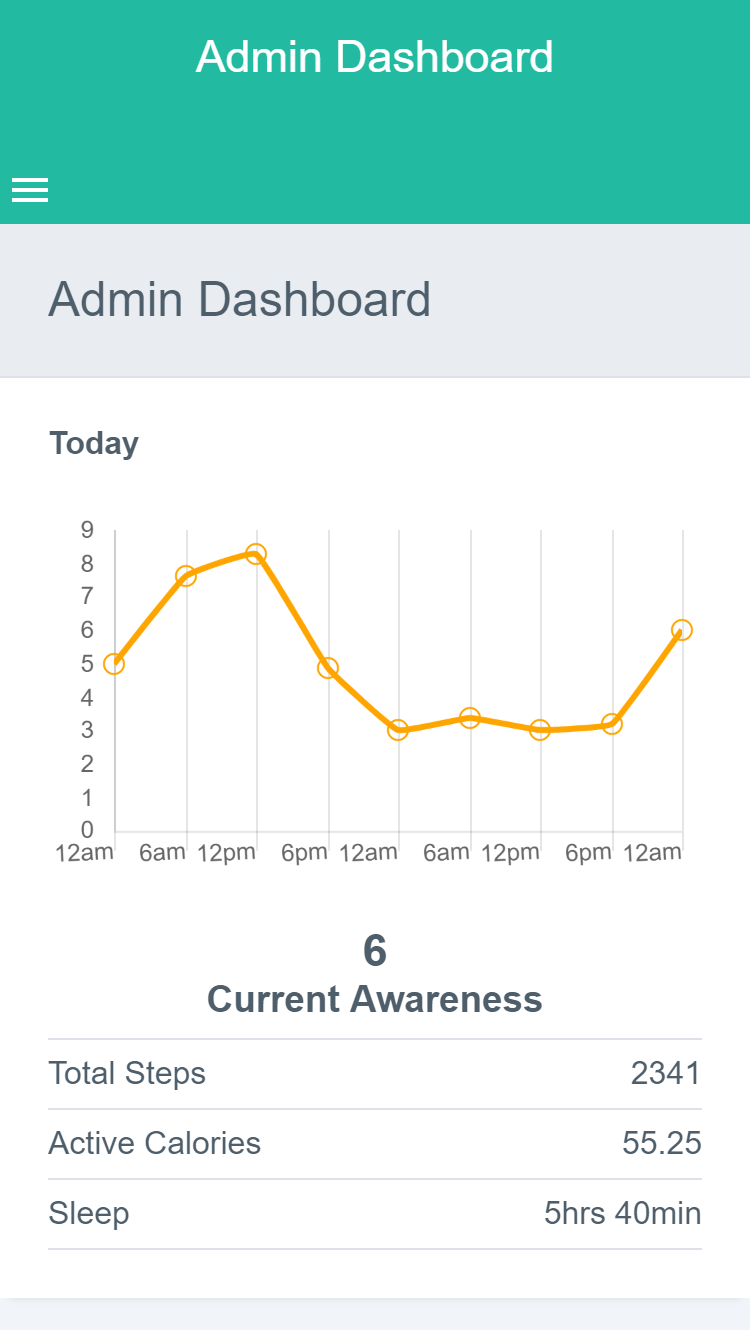 Admin Dashboard
Admin Dashboard
Today
9
8
7
6
5
4
3
2
1
0
12am 6am 12pm 6pm 12am 6am 12pm 6pm 12am
6
Current Awareness
Total Steps 2341
Active Calories 55.25
Sleep 5hrs 40min